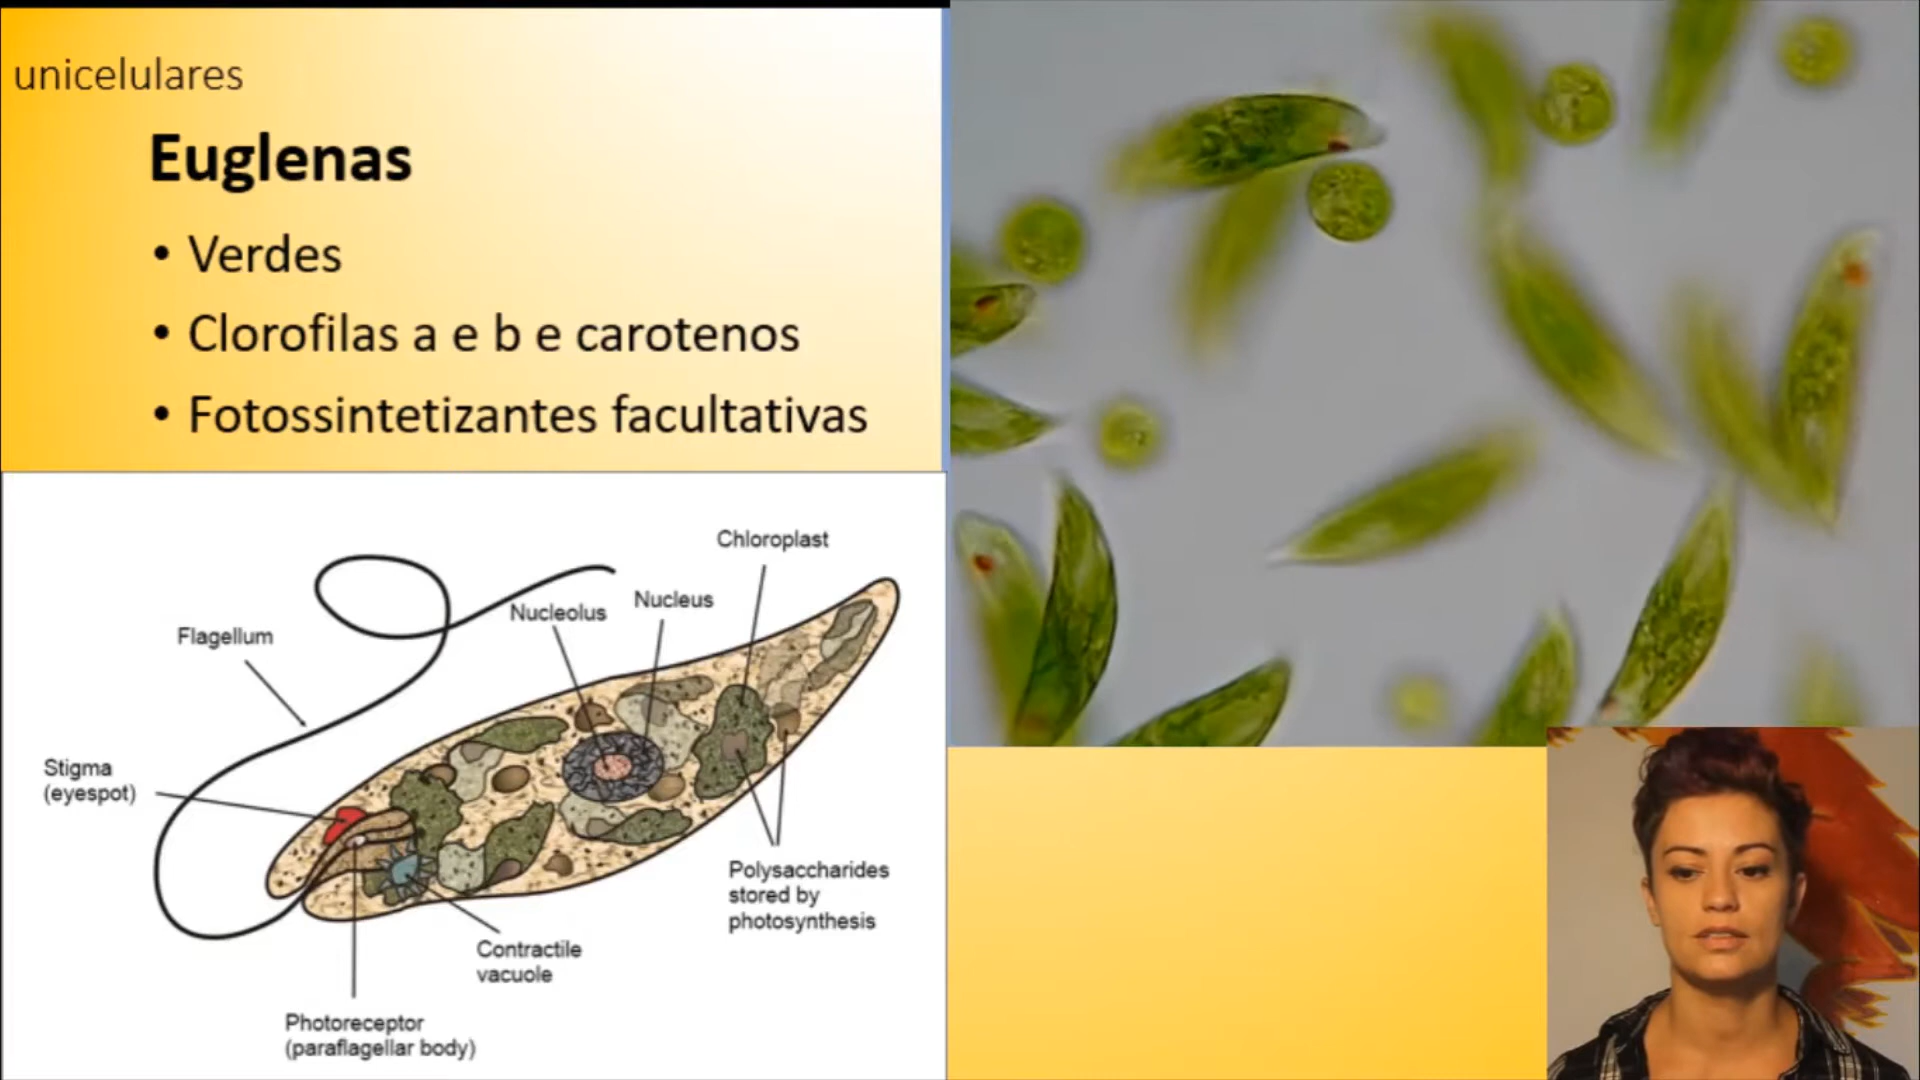 unicelulares
Euglenas
• Verdes
• Clorofilas a e b e carotenos
• Fotossintetizantes facultativas
Chloroplast
Nucleus
Nucleolus
Flagellum
Stigma
(eyespot)
Polysaccharides
stored by
photosynthesis
Contractile
vacuole
Photoreceptor
(paraflagellar body)